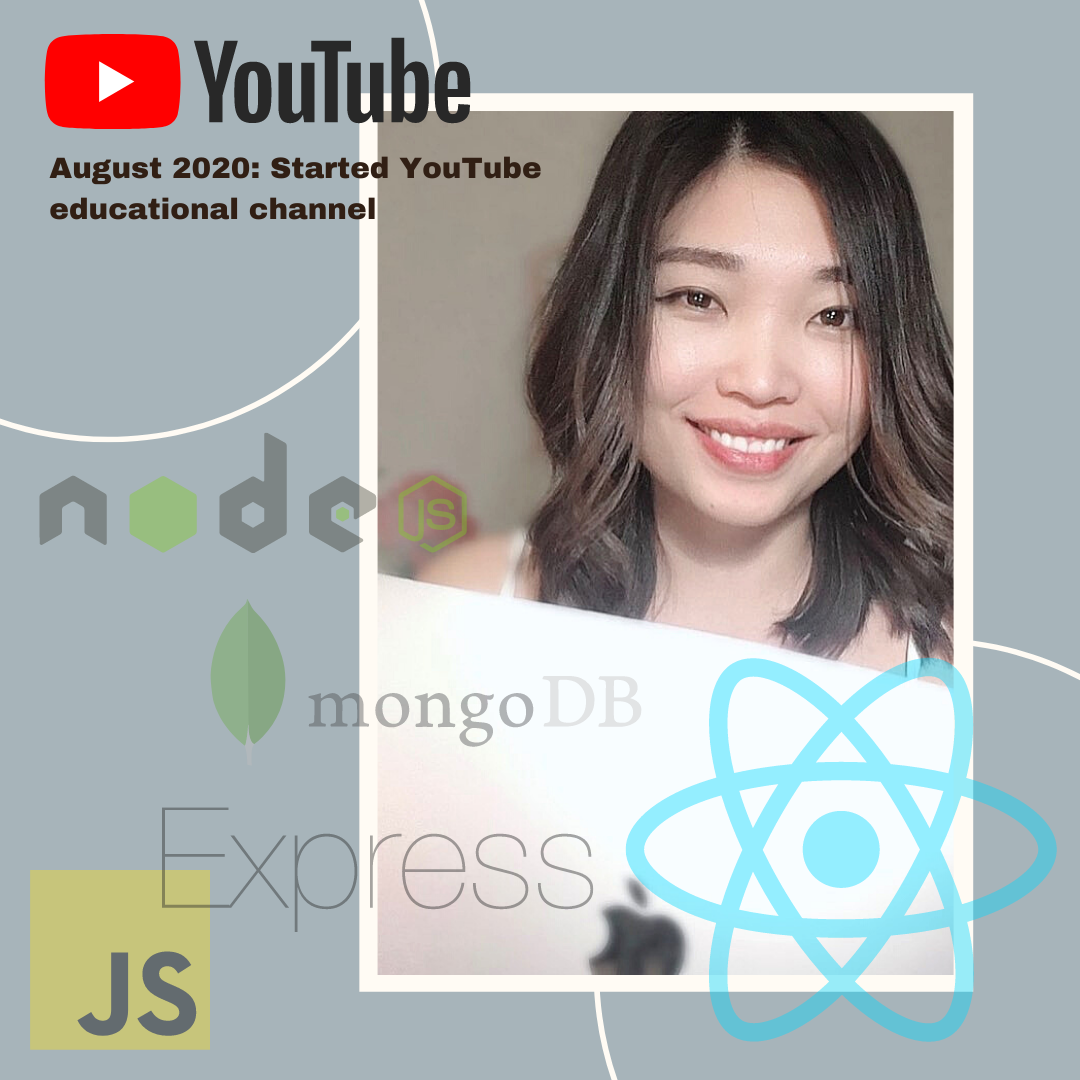 YouTube
August 2020: Started YouTube
educational channel
node
JS
mongoDB
Express
JS